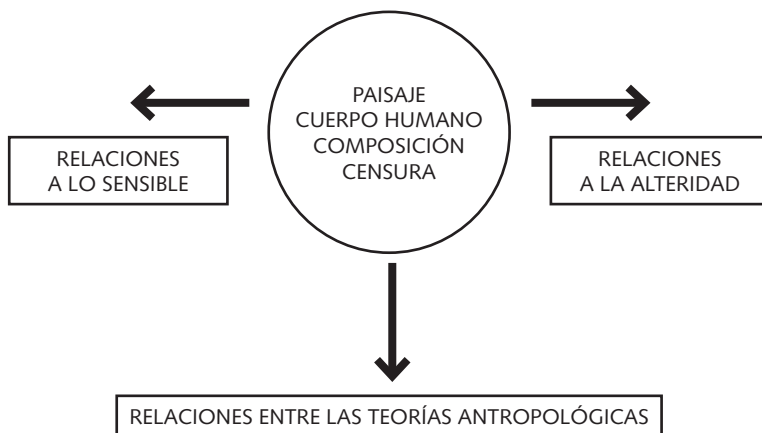 PAISAJE
CUERPO HUMANO
COMPOSICIÓN
CENSURA
RELACIONES
A LO SENSIBLE
RELACIONES
A LA ALTERIDAD
RELACIONES ENTRE LAS TEORÍAS ANTROPOLÓGICAS